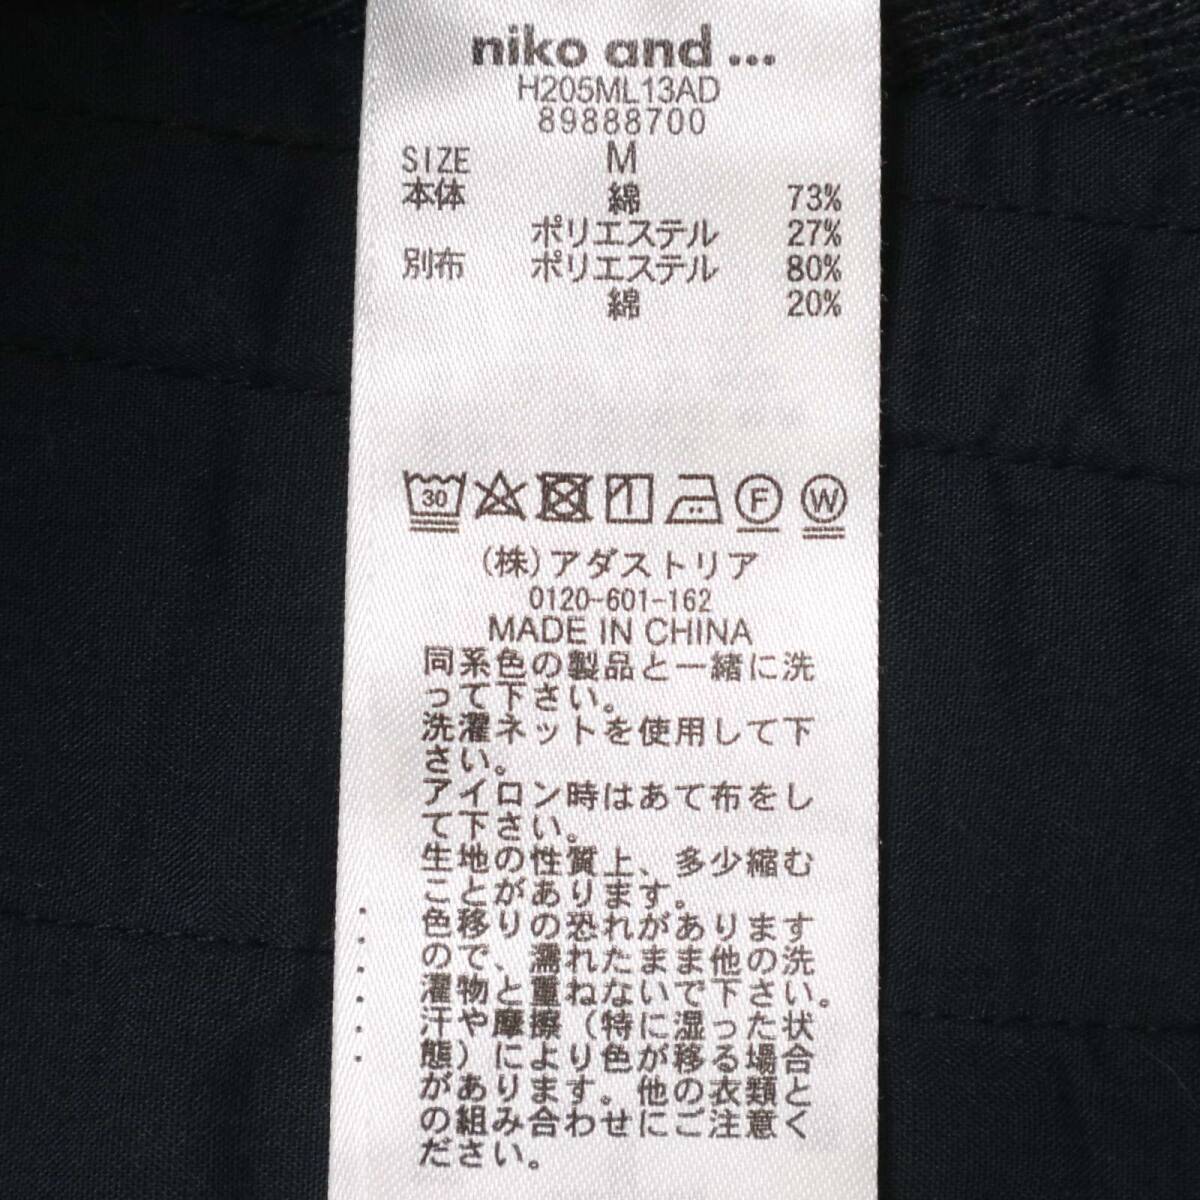 niko and ...
H205ML13AD
89888700
SIZE M
本体 綿 73%
ポリエステル 27%
別布 ポリエステル 80%
綿 20%
30 F W
(株)アダストリア
0120-601-162
MADE IN CHINA
同系色の製品と一緒に洗
って下さい。
洗濯ネットを使用して下
さい。
アイロン時はあて布をし
て下さい。
生地の性質上、多少縮む
ことがあります。
色移りの恐れがあります
ので、濡れたまま他の洗
濯物と重ねないで下さい。
汗や摩擦(特に湿った状
態)により色が移る場合
があります。他の衣類と
の組み合わせにご注意く
ださい。